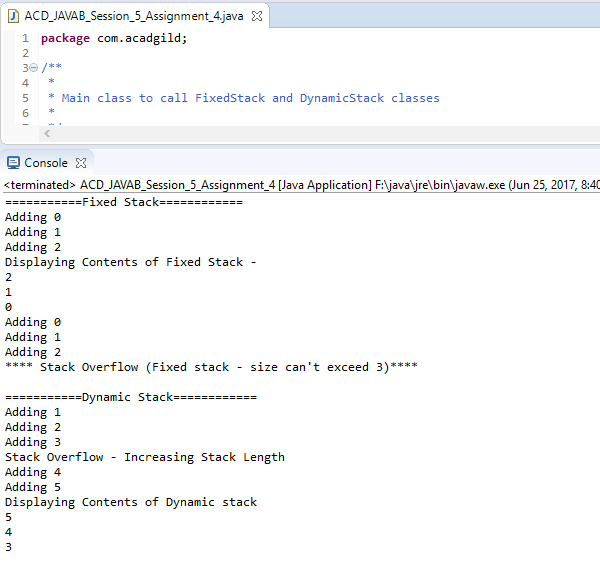 ACD_JAVAB_Session_5_Assignment_4.java
1 package com.acadgild;
2
3 /**
4 *
5 * Main class to call FixedStack and DynamicStack classes
6 *
Console
<terminated> ACD_JAVAB_Session_5_Assignment_4 [Java Application] F:\java\jre\bin\javaw.exe (Jun 25, 2017, 8:40
===========Fixed Stack============
Adding 0
Adding 1
Adding 2
Displaying Contents of Fixed Stack -
2
1
0
Adding 0
Adding 1
Adding 2
**** Stack Overflow (Fixed stack - size can't exceed 3)****
===========Dynamic Stack============
Adding 1
Adding 2
Adding 3
Stack Overflow - Increasing Stack Length
Adding 4
Adding 5
Displaying Contents of Dynamic stack
5
4
3